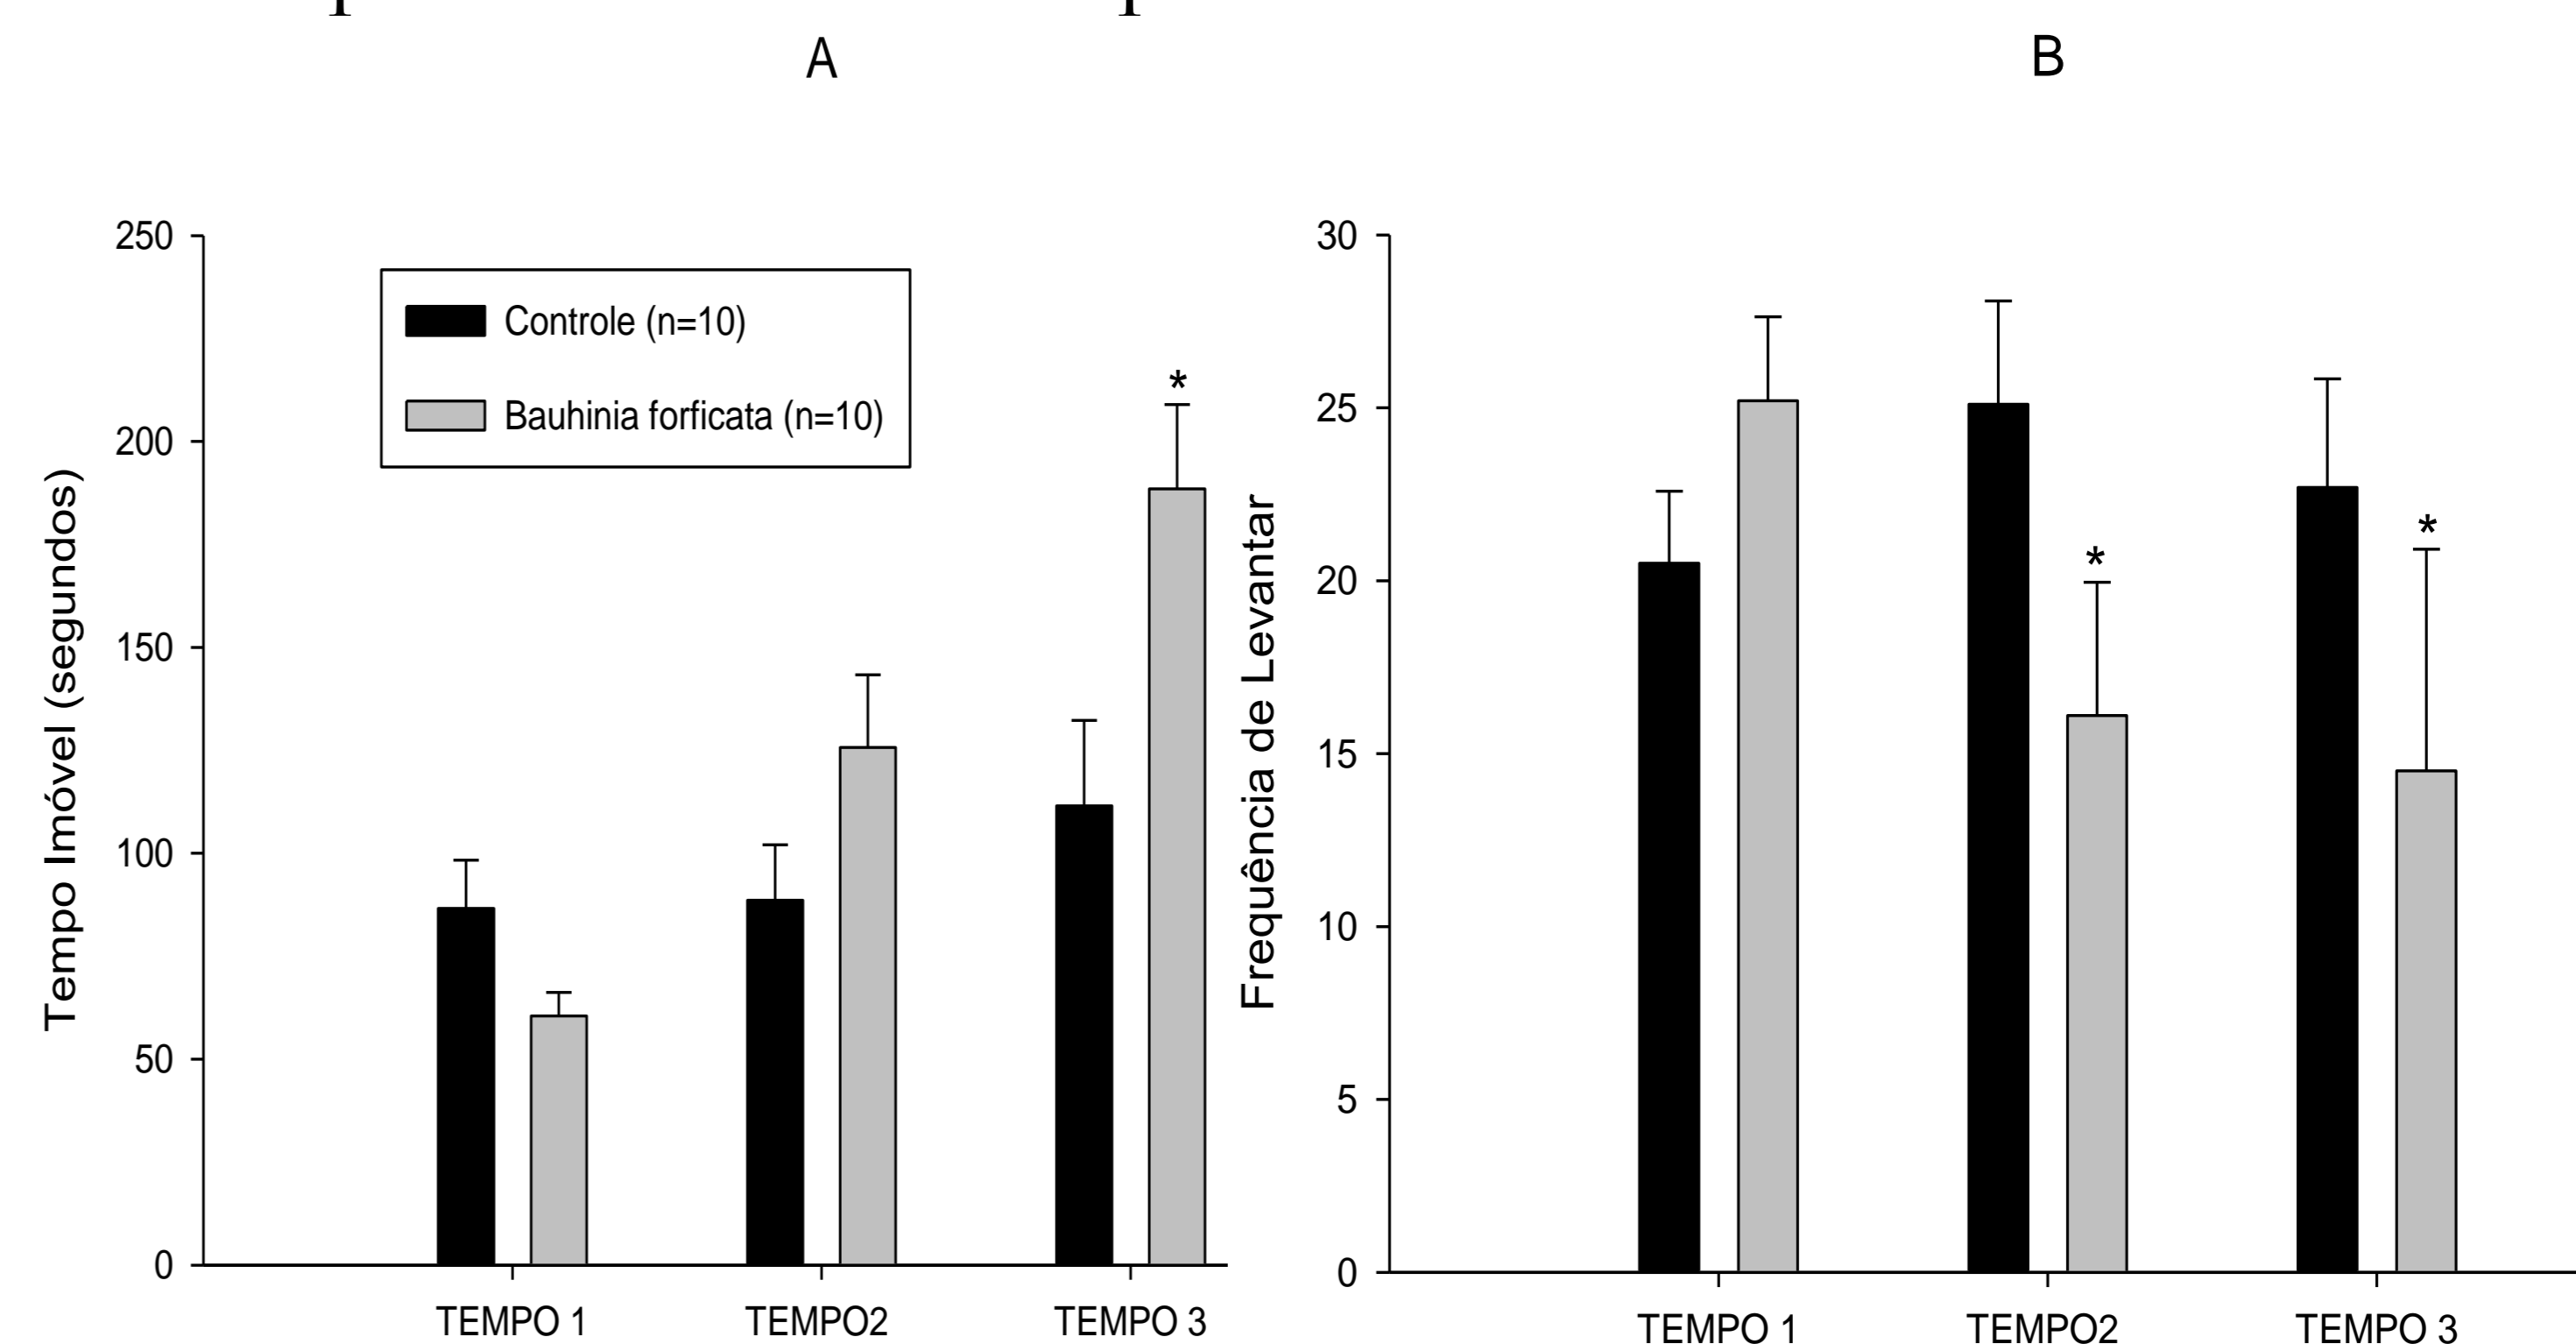 A
250
200
150
100
50
0
Tempo Imóvel (segundos)
Controle (n=10)
Bauhinia forficata (n=10)
*
TEMPO 1
TEMPO2
TEMPO 3
B
30
25
20
15
10
5
0
Frequência de Levantar
*
*
TEMPO 1
TEMPO2
TEMPO 3